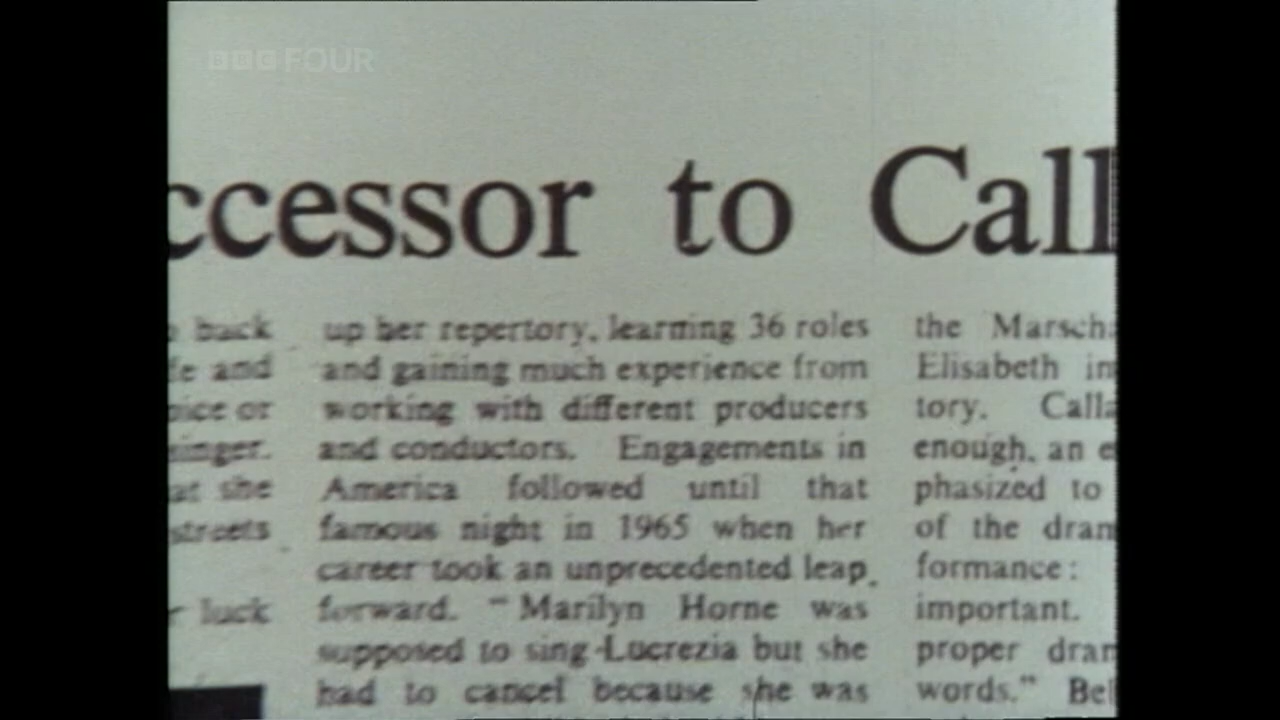 BBC FOUR
ccessor to Call
back
and
or
singer.
at she
streets
luck
up her repertory, learning 36 roles
and gaining much experience from
working with different producers
and conductors. Engagements in
America followed until that
famous night in 1965 when her
career took an unprecedented leap
forward. "Marilyn Horne was
supposed to sing Lucrezia but she
had to cancel because she was
the Marscha
Elisabeth in
tory. Calla
enough, an e
phasized to
of the dram
formance:
important.
proper dram
words." Bel